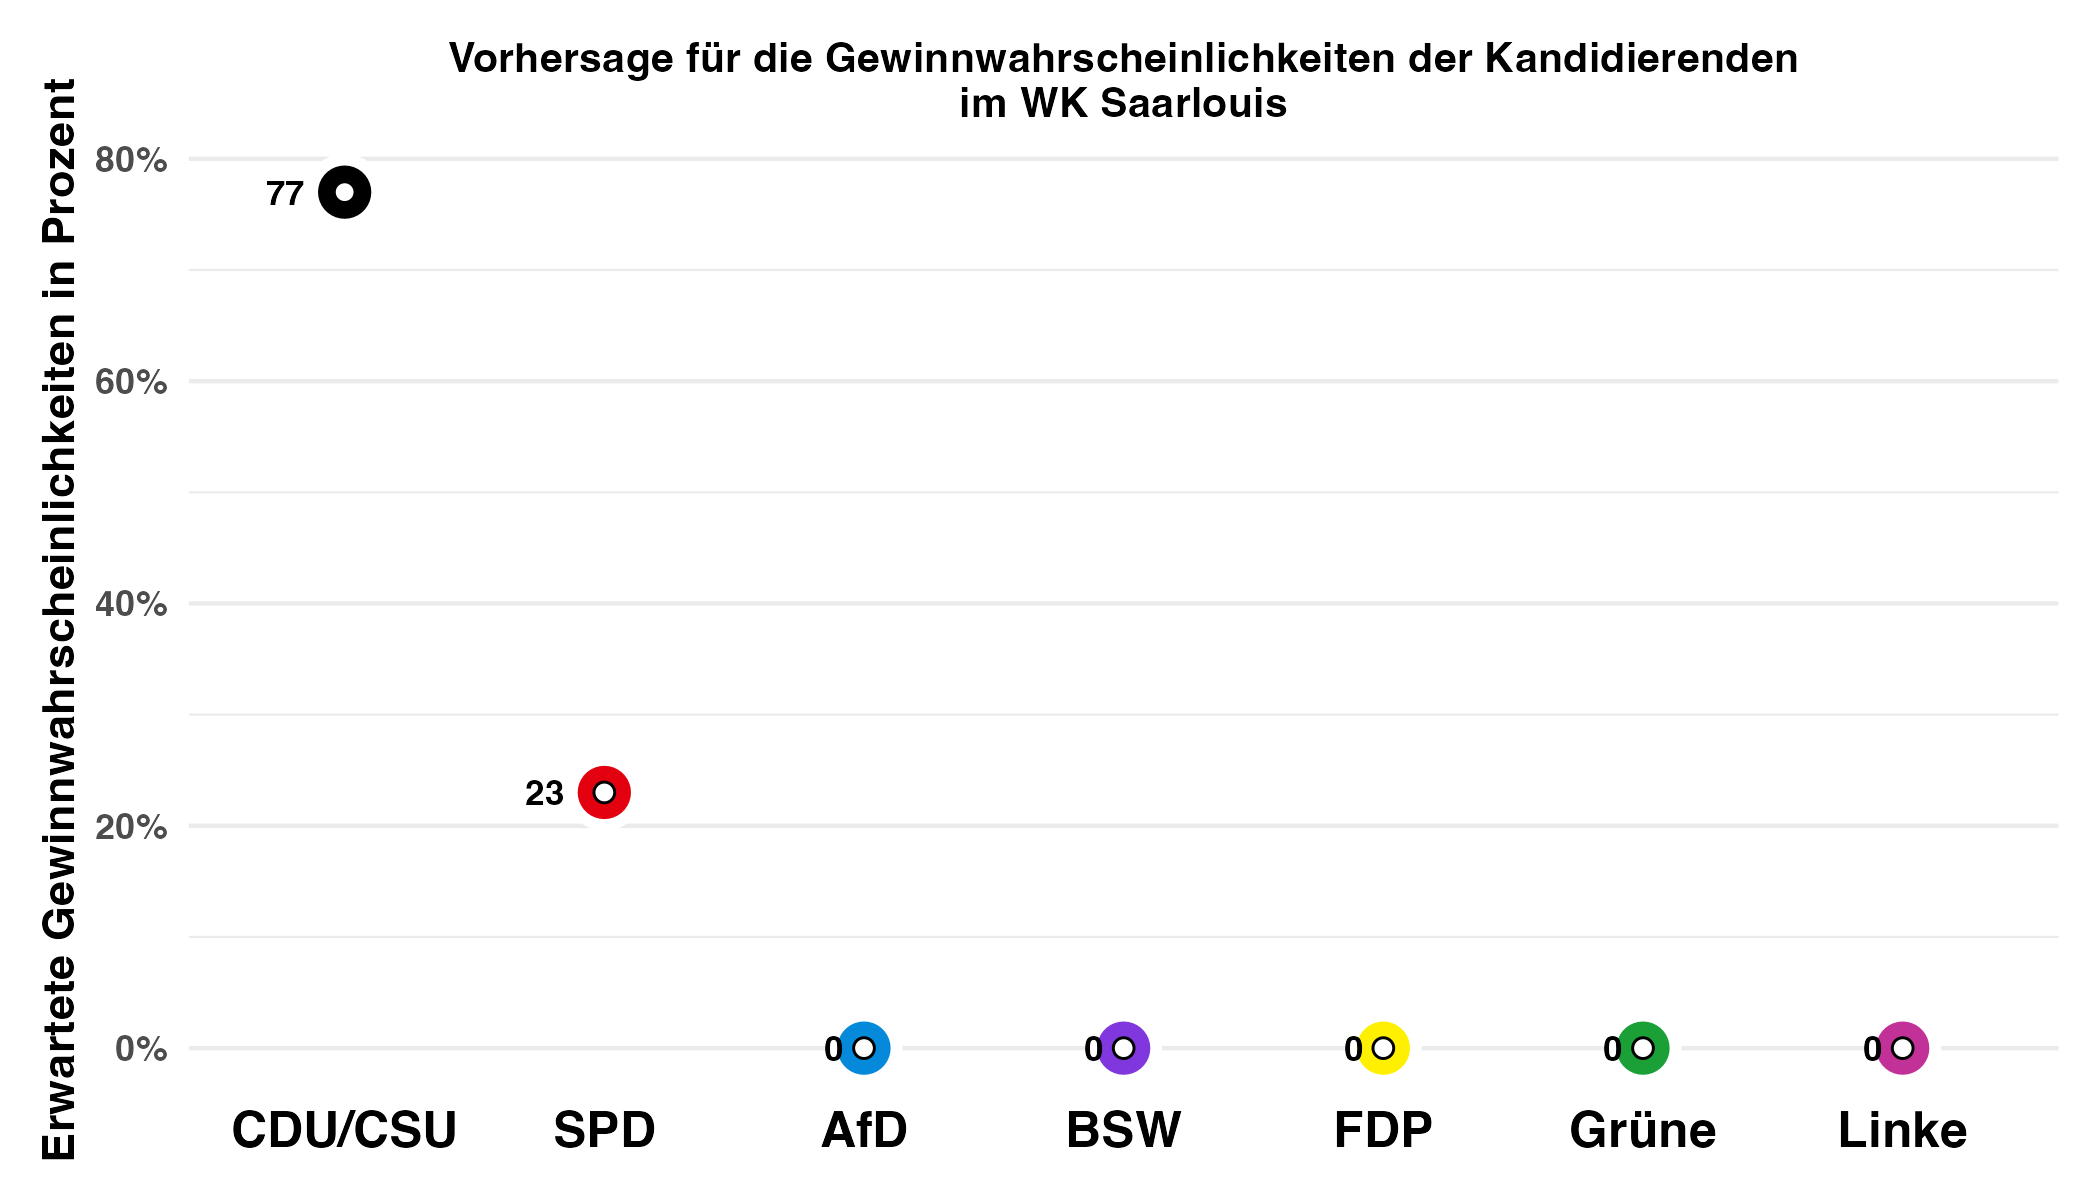 Vorhersage für die Gewinnwahrscheinlichkeiten der Kandidierenden
im WK Saarlouis
Erwartete Gewinnwahrscheinlichkeiten in Prozent
80%
60%
40%
20%
0%
77
23
0
0
0
0
0
CDU/CSU
SPD
AfD
BSW
FDP
Grüne
Linke